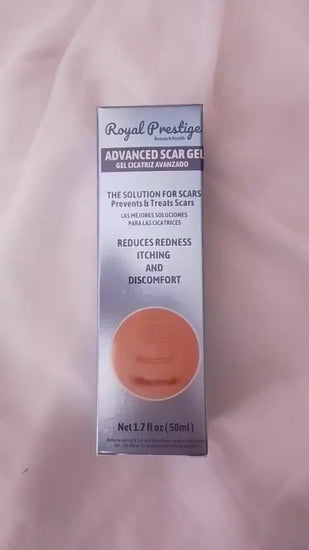 Royal Prestige
Beauty & Health
ADVANCED SCAR GEL
GEL CICATRIZ AVANZADO
THE SOLUTION FOR SCARS
Prevents & Treats Scars
LAS MEJORES SOLUCIONES
PARA LAS CICATRICES
REDUCES REDNESS
ITCHING
AND
DISCOMFORT
Net 1.7 fl oz ( 50ml )